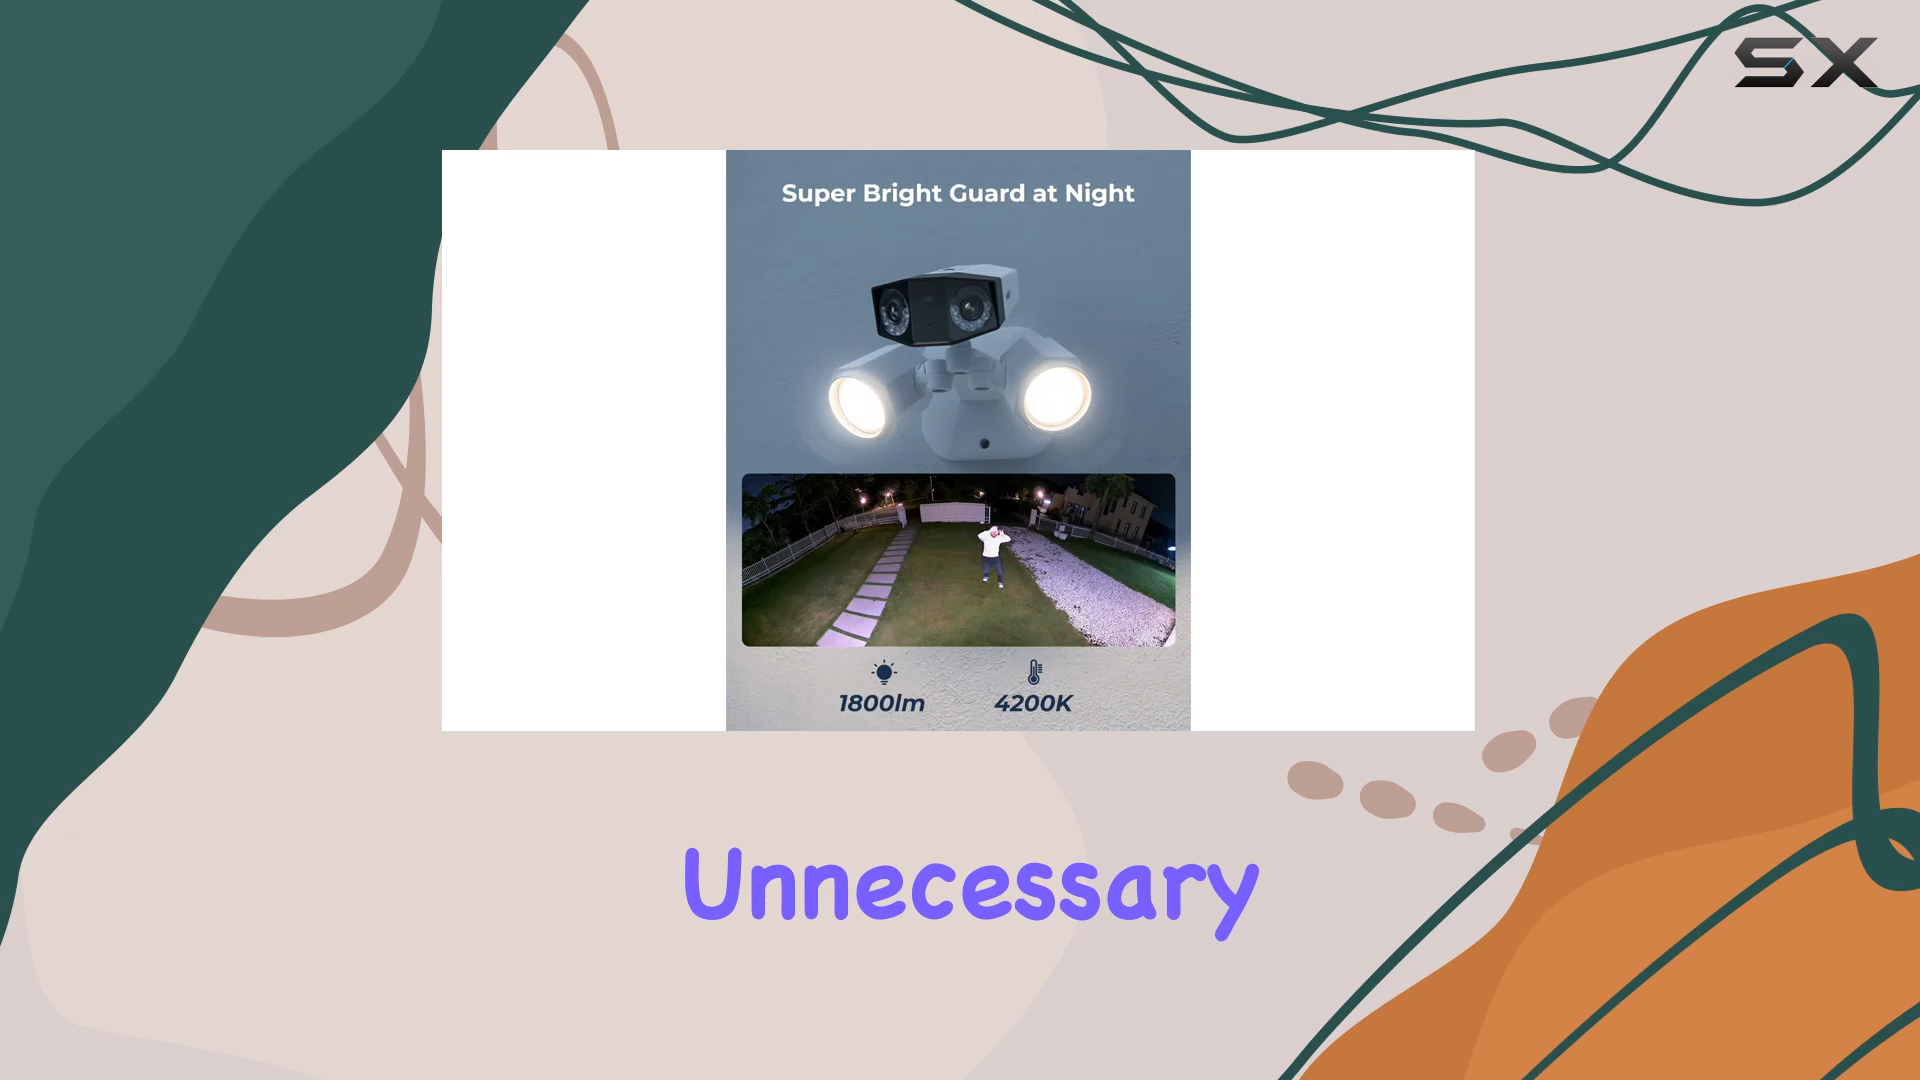 SX
Super Bright Guard at Night
1800lm
4200K
Unnecessary